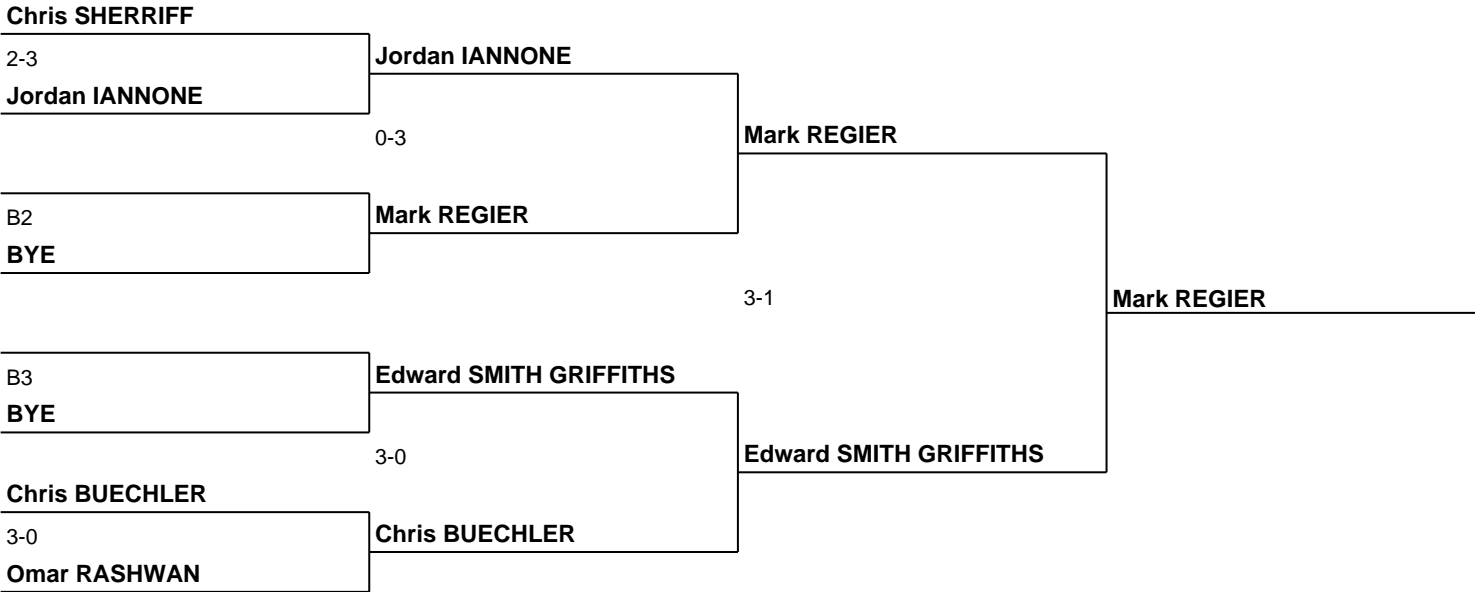 Chris SHERRIFF
2-3
Jordan IANNONE
Jordan IANNONE
0-3
Mark REGIER
B2
Mark REGIER
BYE
3-1
Mark REGIER
B3
Edward SMITH GRIFFITHS
BYE
3-0
Edward SMITH GRIFFITHS
Chris BUECHLER
3-0
Chris BUECHLER
Omar RASHWAN